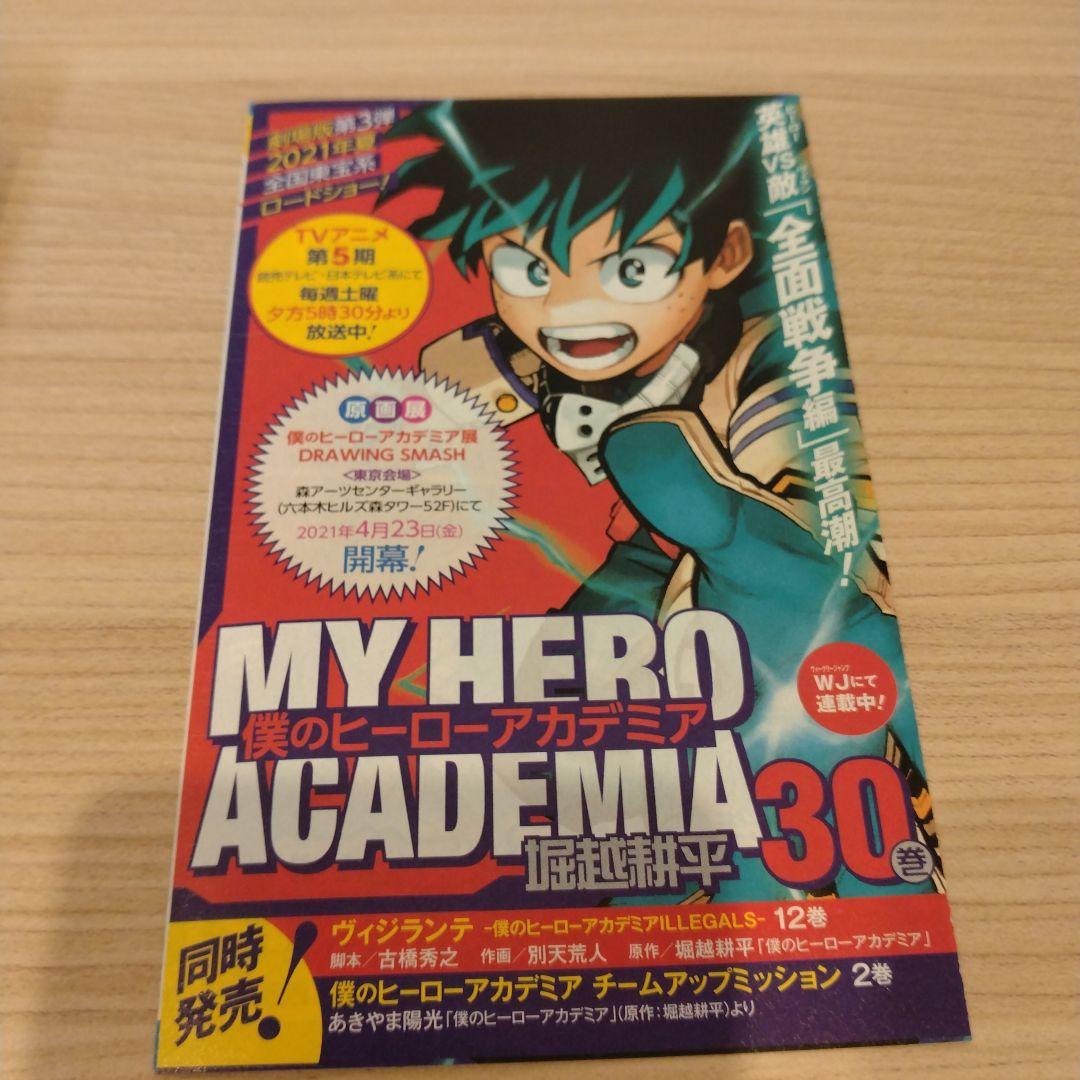 劇場版第3弾
2021年夏
全国東宝系
ロードショー!
TVアニメ
第5期
読売テレビ・日本テレビ系にて
毎週土曜
夕方5時30分より
放送中!
ヒーロー ヴィラン
英雄VS敵「全面戦争編」最高潮!
原画展
僕のヒーローアカデミア展
DRAWING SMASH
<東京会場>
森アーツセンターギャラリー
(六本木ヒルズ森タワー52F)にて
2021年4月23日(金)
開幕!
MY HERO
僕のヒーローアカデミア
ACADEMIA
堀越耕平
30巻
ウィークリージャンプ
WJにて
連載中!
同時
発売!
ヴィジランテ -僕のヒーローアカデミアILLEGALS- 12巻
脚本/古橋秀之 作画/別天荒人 原作/堀越耕平「僕のヒーローアカデミア」
僕のヒーローアカデミア チームアップミッション 2巻
あきやま陽光「僕のヒーローアカデミア」(原作:堀越耕平)より